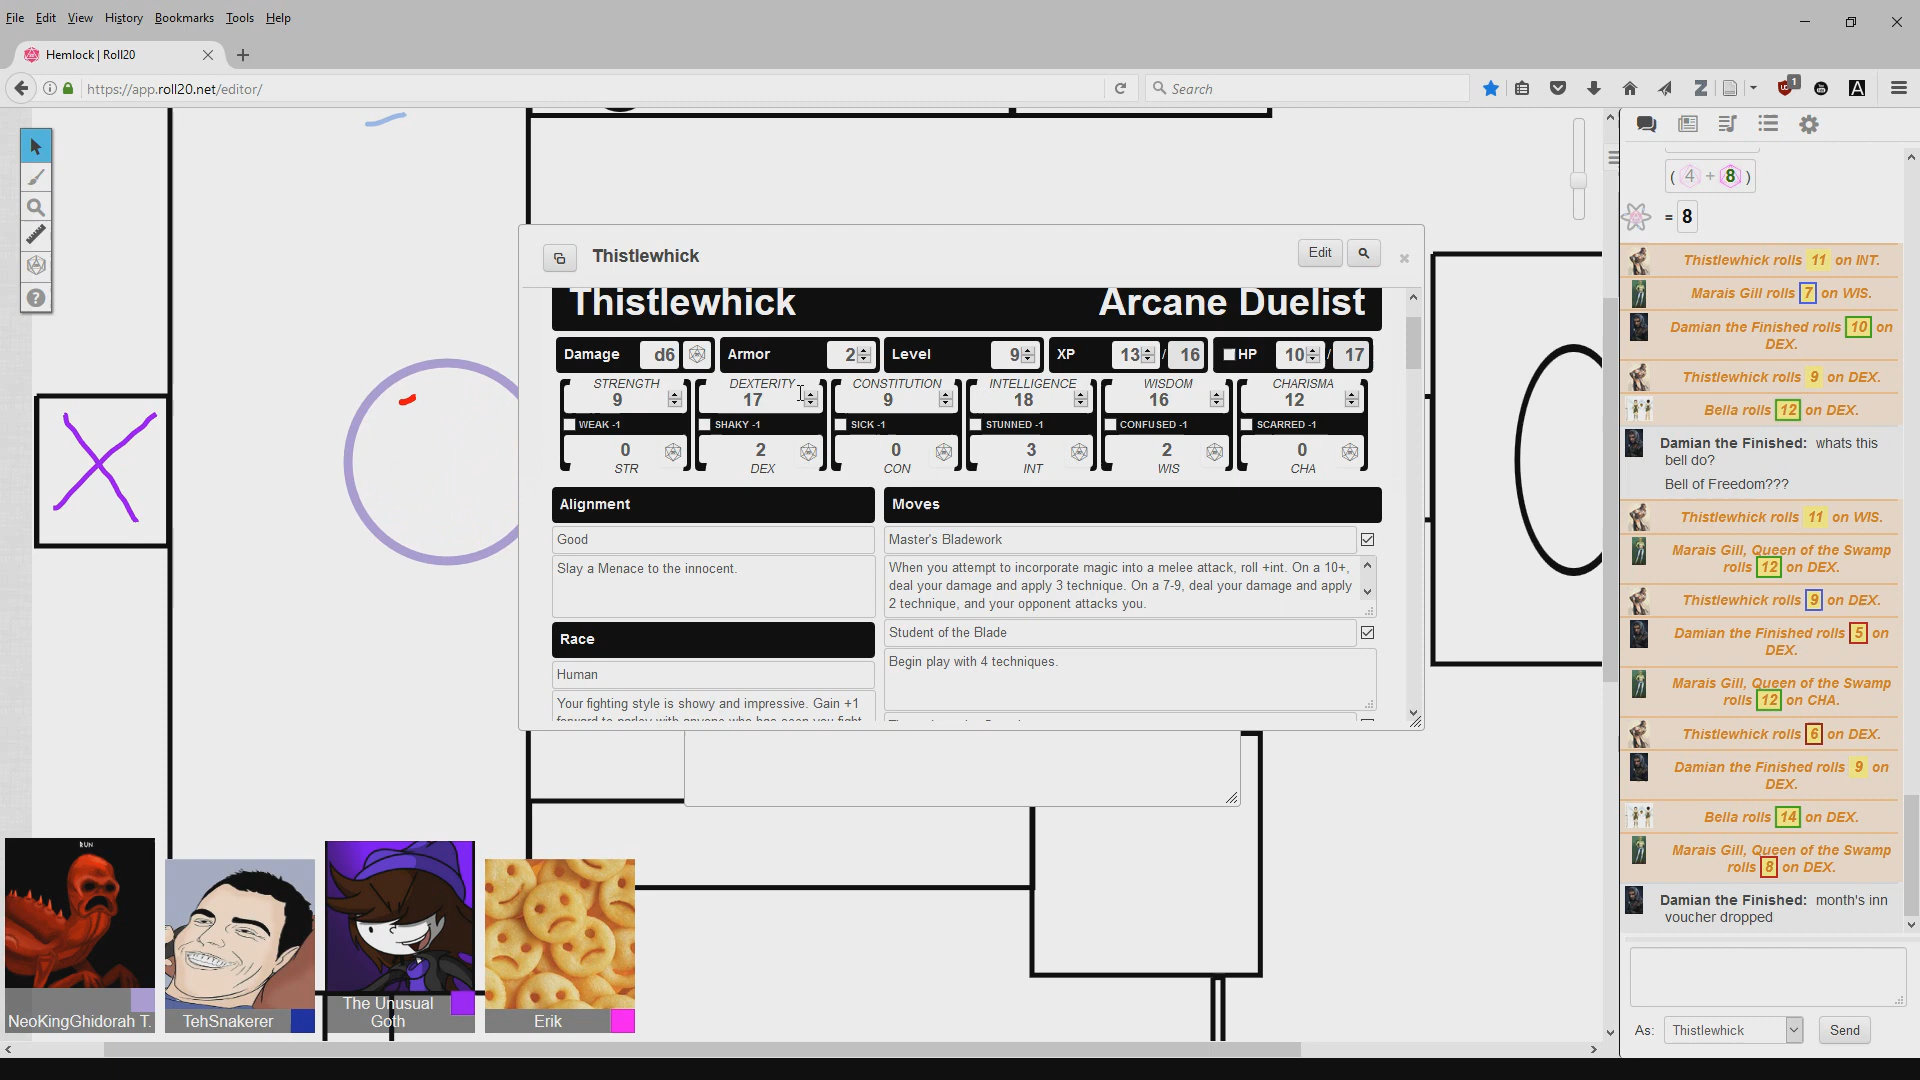 File Edit View History Bookmarks Tools Help
Hemlock | Roll20
https://app.roll20.net/editor/
Search
1
Thistlewhick
Edit
Thistlewhick Arcane Duelist
Damage d6 Armor 2 Level 9 XP 13 / 16 HP 10 / 17
STRENGTH DEXTERITY CONSTITUTION INTELLIGENCE WISDOM CHARISMA
9 17 9 18 16 12
WEAK -1 SHAKY -1 SICK -1 STUNNED -1 CONFUSED -1 SCARRED -1
0 2 0 3 2 0
STR DEX CON INT WIS CHA
Alignment
Good
Slay a Menace to the innocent.
Race
Human
Your fighting style is showy and impressive. Gain +1
Moves
Master's Bladework
When you attempt to incorporate magic into a melee attack, roll +int. On a 10+,
deal your damage and apply 3 technique. On a 7-9, deal your damage and apply
2 technique, and your opponent attacks you.
Student of the Blade
Begin play with 4 techniques.
( 4 + 8 )
= 8
Thistlewhick rolls 11 on INT.
Marais Gill rolls 7 on WIS.
Damian the Finished rolls 10 on
DEX.
Thistlewhick rolls 9 on DEX.
Bella rolls 12 on DEX.
Damian the Finished: whats this
bell do?
Bell of Freedom???
Thistlewhick rolls 11 on WIS.
Marais Gill, Queen of the Swamp
rolls 12 on DEX.
Thistlewhick rolls 9 on DEX.
Damian the Finished rolls 5 on
DEX.
Marais Gill, Queen of the Swamp
rolls 12 on CHA.
Thistlewhick rolls 6 on DEX.
Damian the Finished rolls 9 on
DEX.
Bella rolls 14 on DEX.
Marais Gill, Queen of the Swamp
rolls 8 on DEX.
Damian the Finished: month's inn
voucher dropped
As: Thistlewhick Send
RUN
NeoKingGhidorah T.
TehSnakerer
The Unusual
Goth
Erik